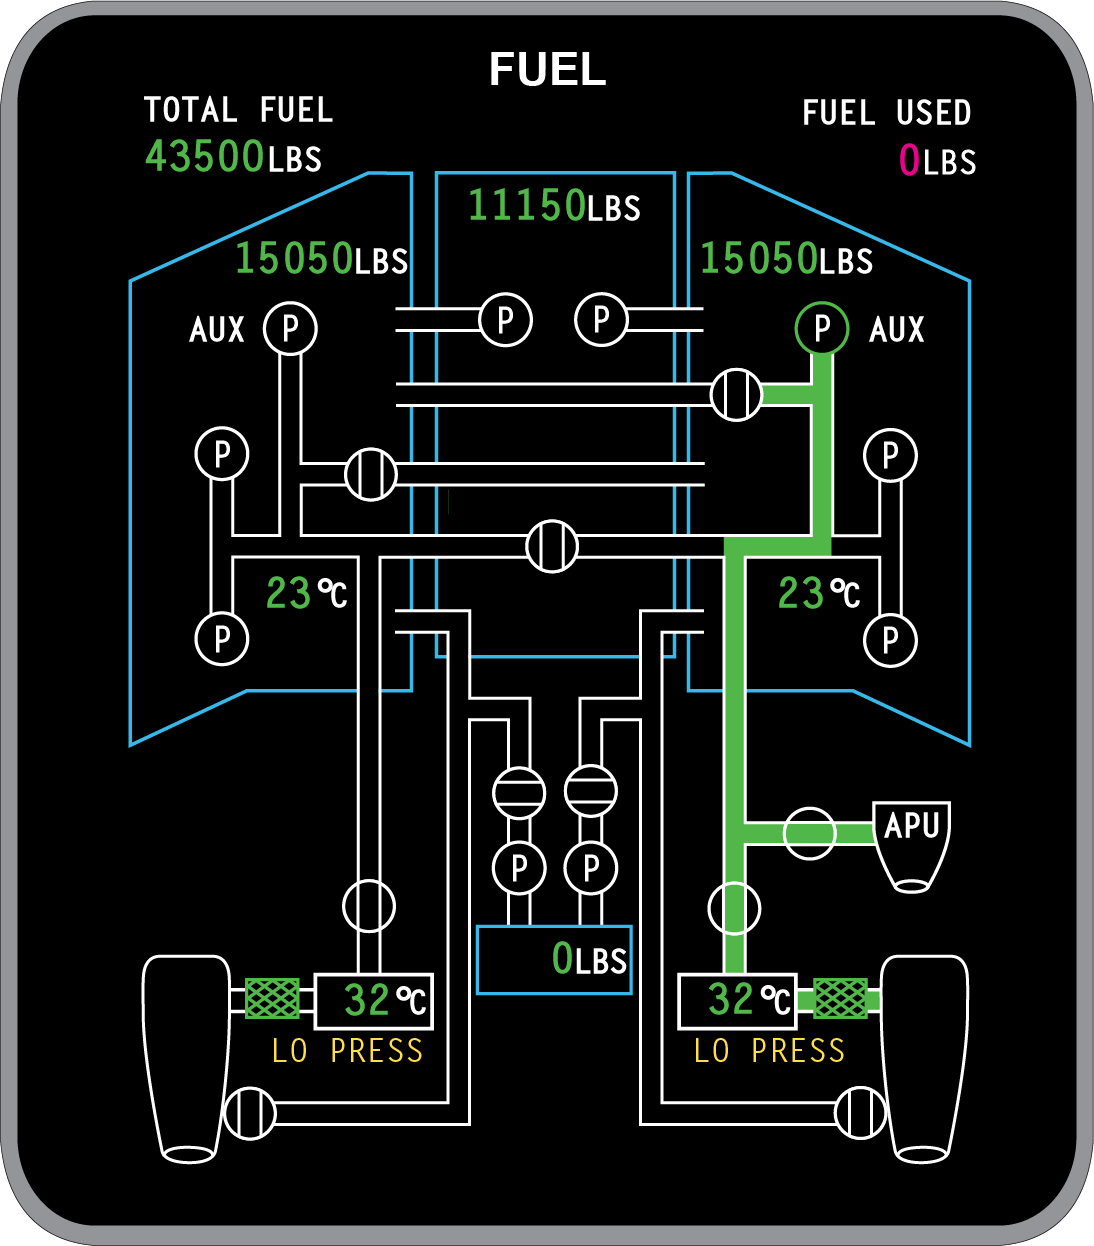 FUEL
TOTAL FUEL
43500LBS
FUEL USED
0LBS
11150LBS
15050LBS
15050LBS
AUX P
P
P
P AUX
P
P
23°C
23°C
P
P
APU
P
P
0LBS
32°C
32°C
LO PRESS
LO PRESS